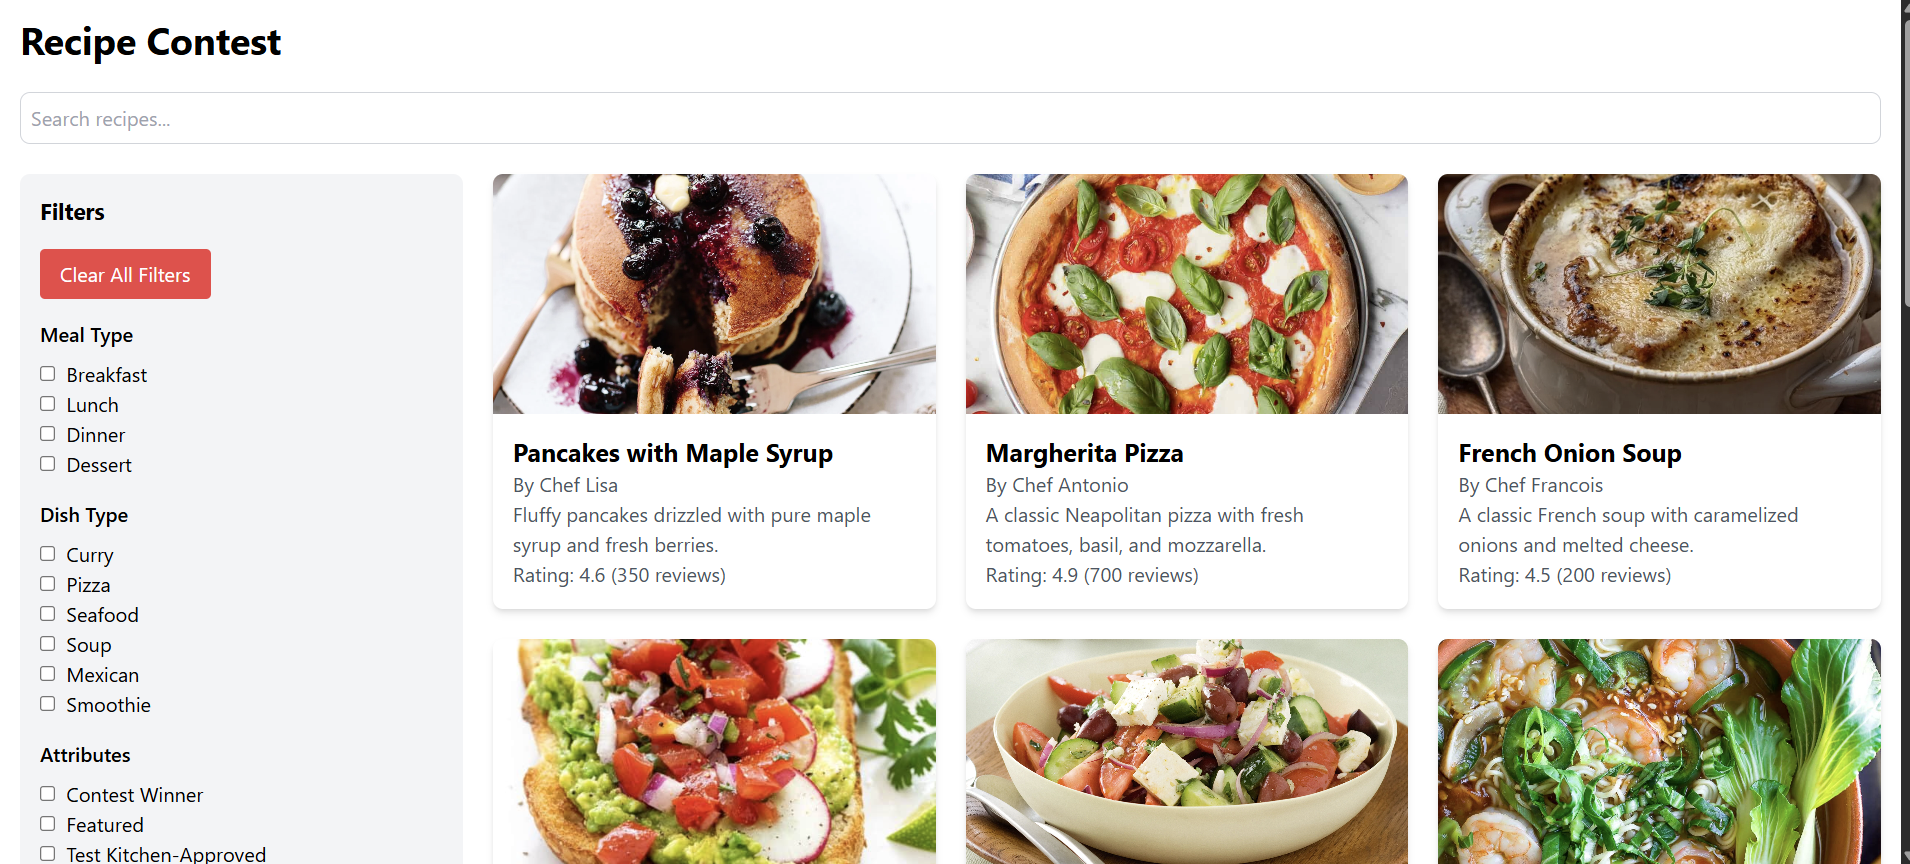 Recipe Contest
Search recipes...
Filters
Clear All Filters
Meal Type
Breakfast
Lunch
Dinner
Dessert
Dish Type
Curry
Pizza
Seafood
Soup
Mexican
Smoothie
Attributes
Contest Winner
Featured
Test Kitchen-Approved
Pancakes with Maple Syrup
By Chef Lisa
Fluffy pancakes drizzled with pure maple
syrup and fresh berries.
Rating: 4.6 (350 reviews)
Margherita Pizza
By Chef Antonio
A classic Neapolitan pizza with fresh
tomatoes, basil, and mozzarella.
Rating: 4.9 (700 reviews)
French Onion Soup
By Chef Francois
A classic French soup with caramelized
onions and melted cheese.
Rating: 4.5 (200 reviews)